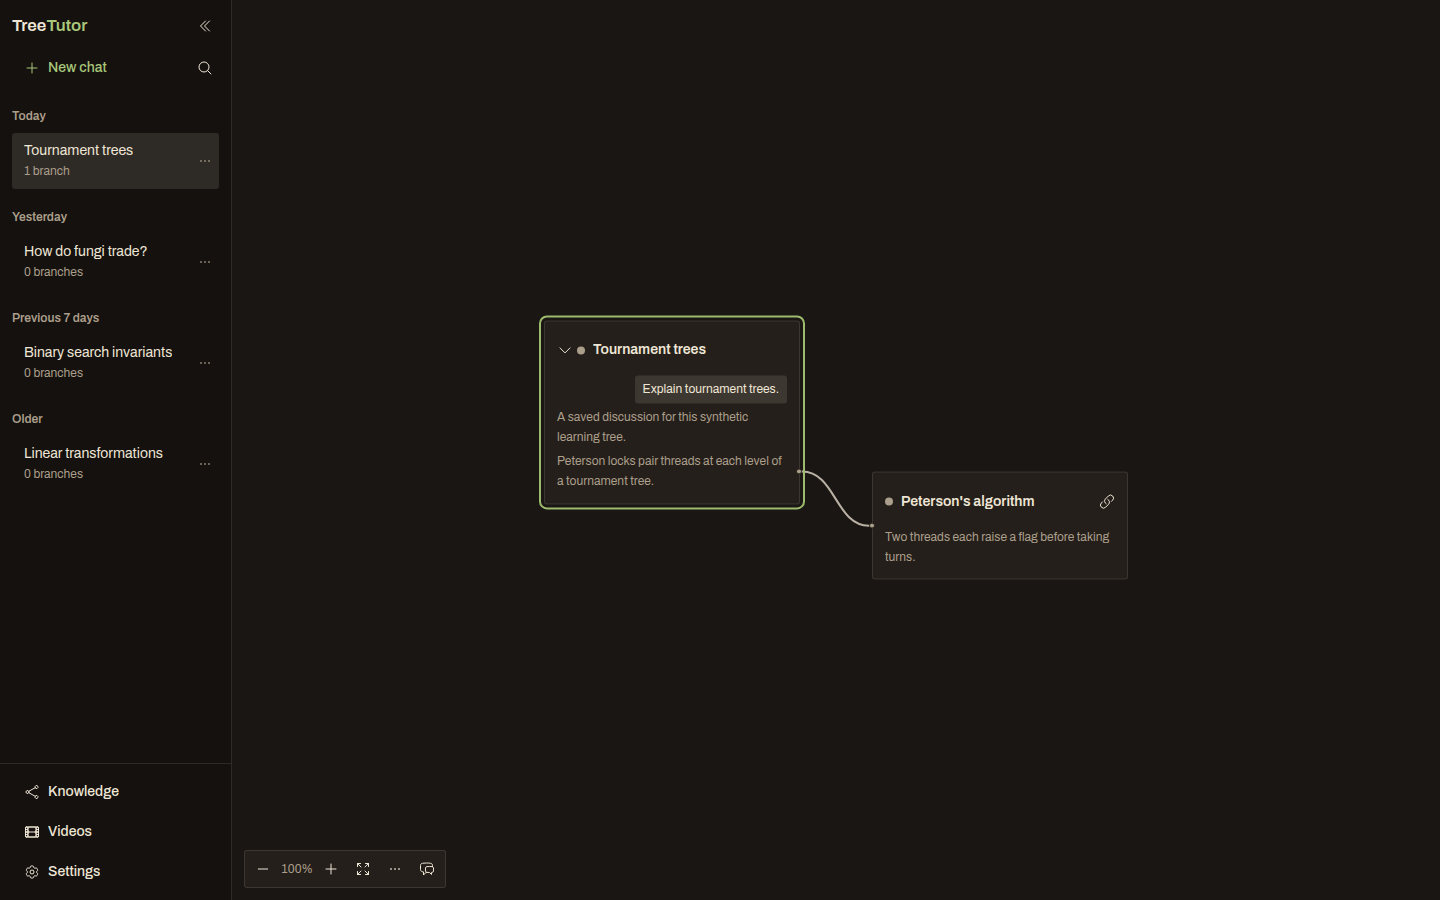 TreeTutor
New chat
Today
Tournament trees
1 branch
Yesterday
How do fungi trade?
0 branches
Previous 7 days
Binary search invariants
0 branches
Older
Linear transformations
0 branches
Knowledge
Videos
Settings
Tournament trees
Explain tournament trees.
A saved discussion for this synthetic
learning tree.
Peterson locks pair threads at each level of
a tournament tree.
Peterson's algorithm
Two threads each raise a flag before taking
turns.
100%